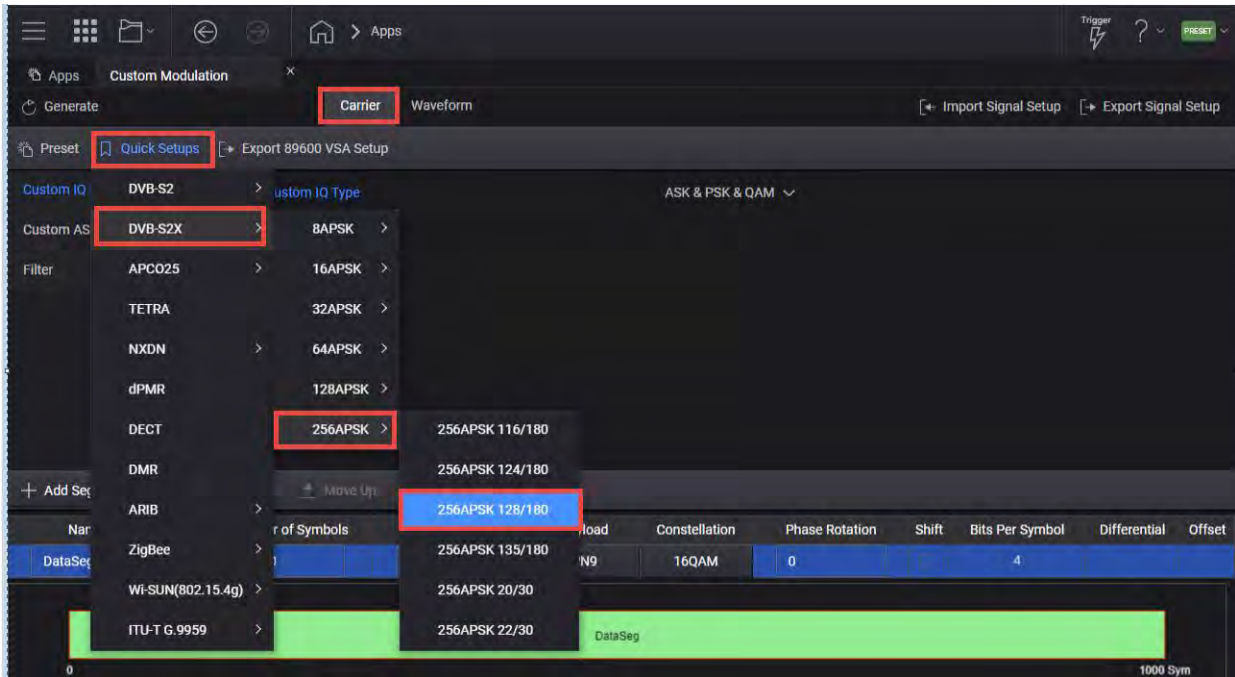 Apps
Trigger
PRESET
Apps Custom Modulation ×
Generate Carrier Waveform Import Signal Setup Export Signal Setup
Preset Quick Setups Export 89600 VSA Setup
Custom IQ DVB-S2 ustom IQ Type ASK & PSK & QAM
Custom AS DVB-S2X 8APSK
Filter APCO25 16APSK
TETRA 32APSK
NXDN 64APSK
dPMR 128APSK
DECT 256APSK 256APSK 116/180
DMR 256APSK 124/180
+ Add Seg Move Up
ARIB 256APSK 128/180
Nar r of Symbols yload Constellation Phase Rotation Shift Bits Per Symbol Differential Offset
ZigBee 256APSK 135/180
DataSeg N9 16QAM 0 4
Wi-SUN(802.15.4g) 256APSK 20/30
ITU-T G.9959 256APSK 22/30 DataSeg
0 1000 Sym